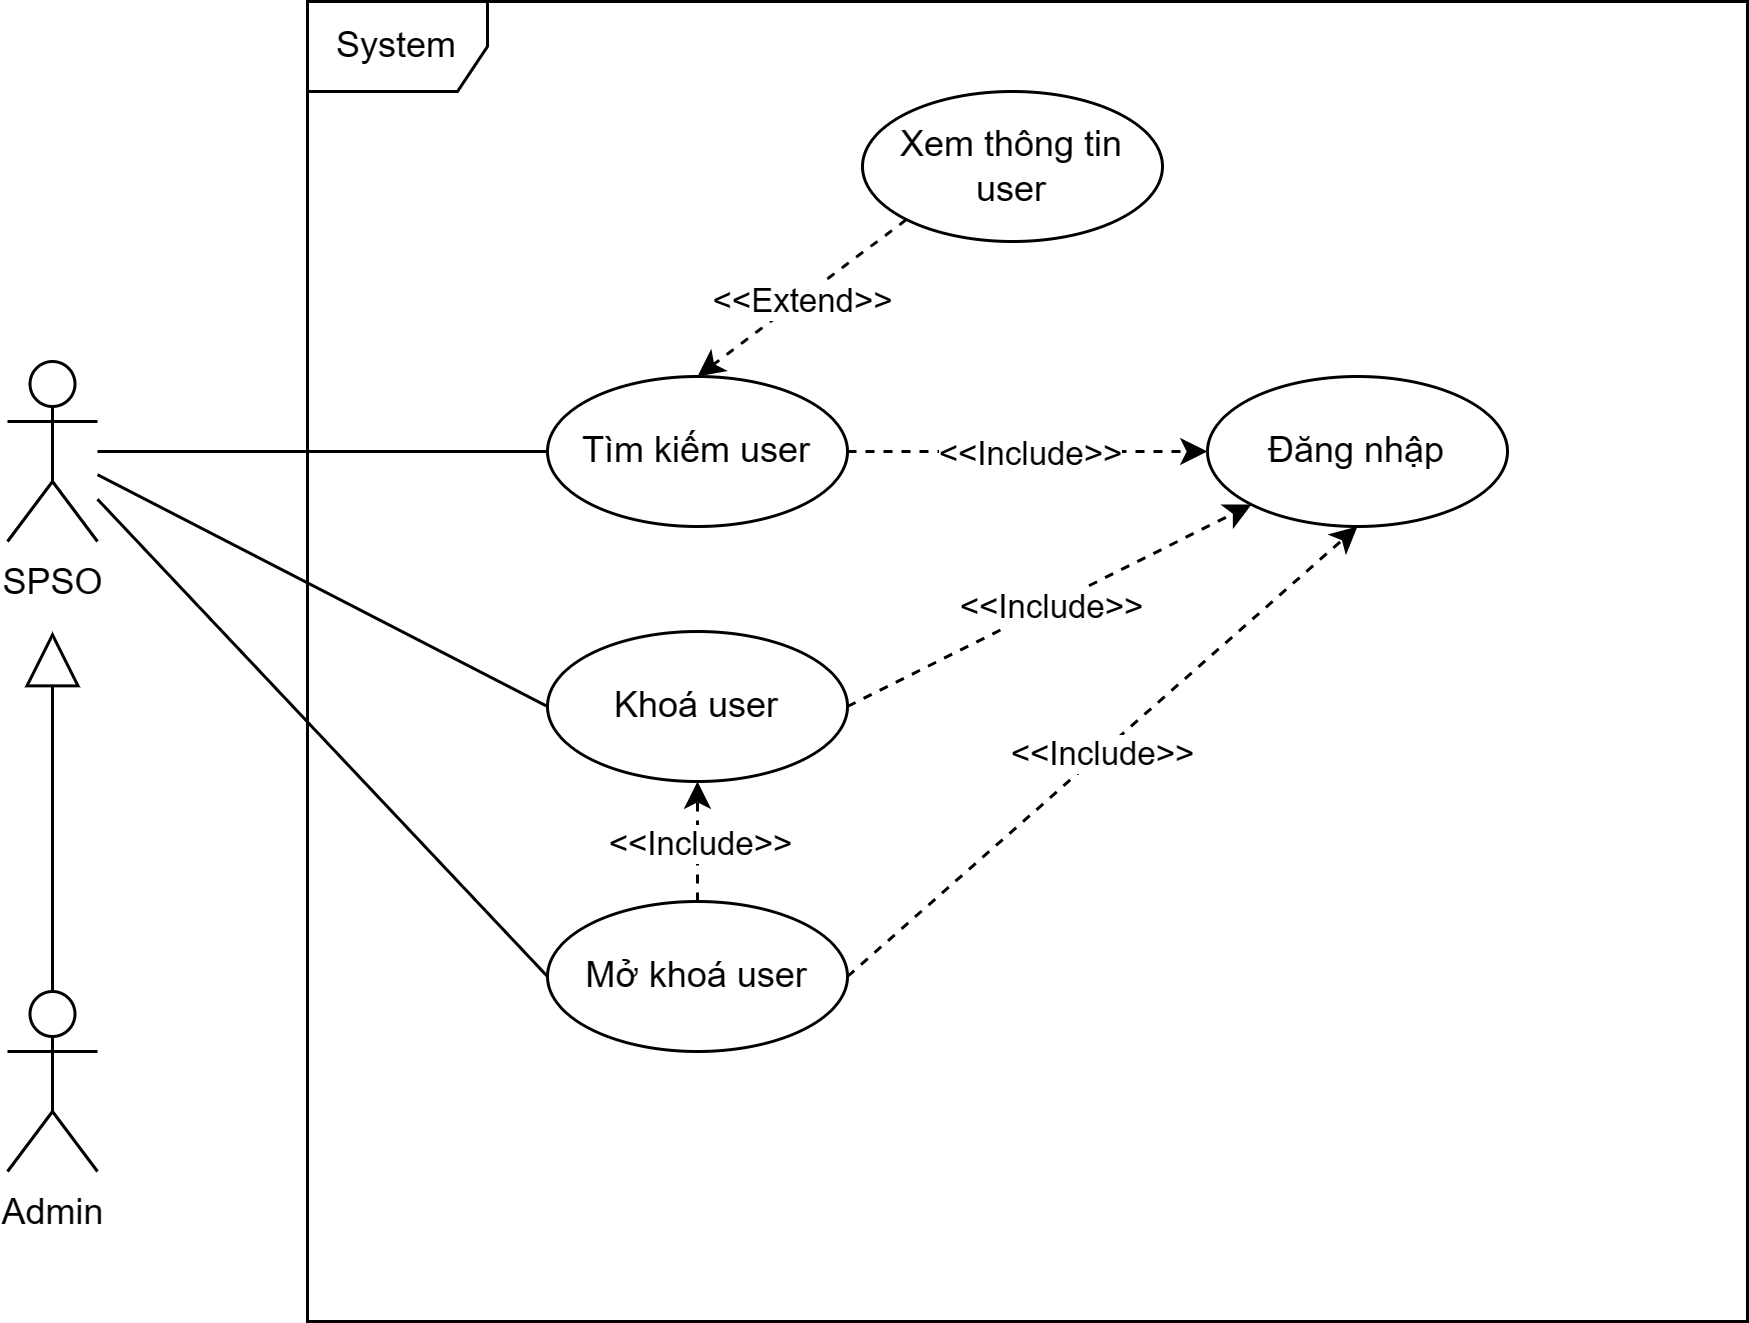 System
Xem thông tin
user
<<Extend>>
Tìm kiếm user
<<Include>>
Đăng nhập
SPSO
<<Include>>
Khoá user
<<Include>>
<<Include>>
Mở khoá user
Admin